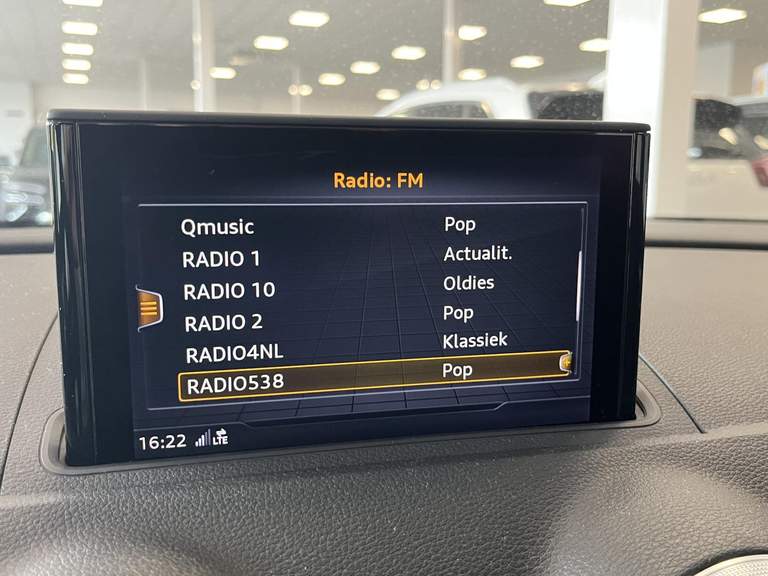 Radio: FM
Qmusic Pop
RADIO 1 Actualit.
RADIO 10 Oldies
RADIO 2 Pop
RADIO4NL Klassiek
RADIO538 Pop
16:22 LTE